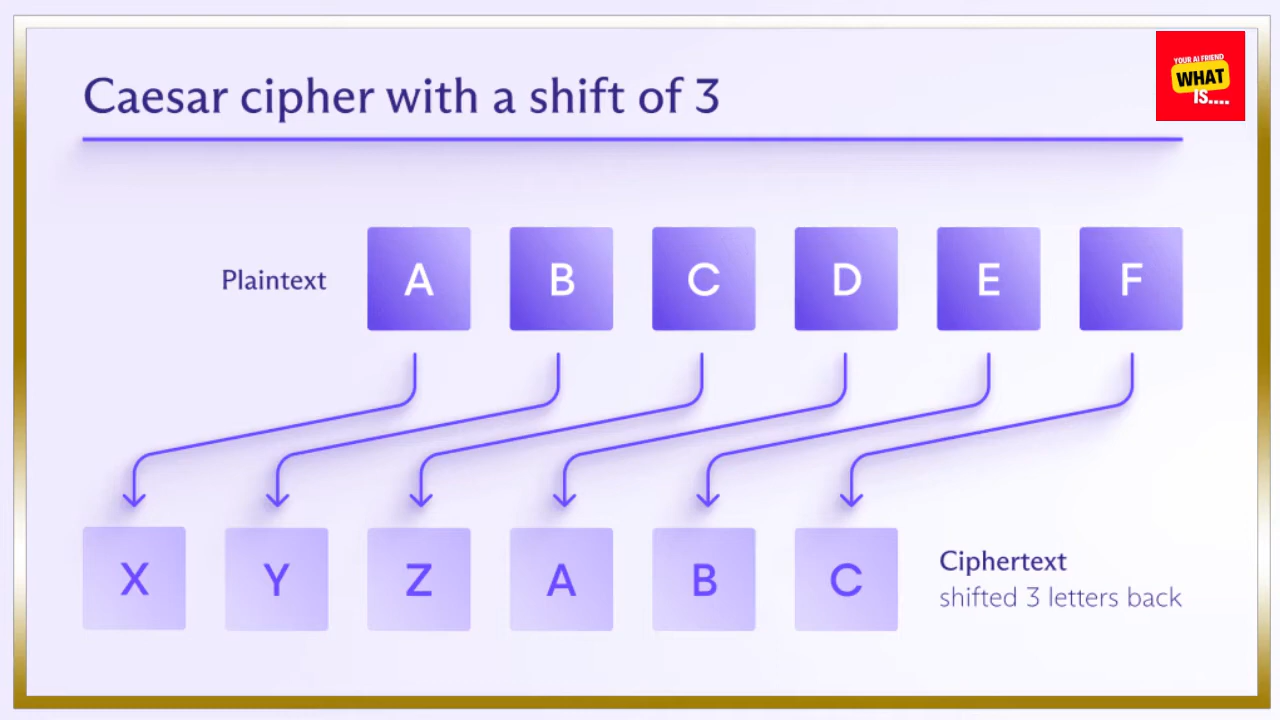 Caesar cipher with a shift of 3
YOUR AI FRIEND
WHAT
IS....
Plaintext A B C D E F
X Y Z A B C
Ciphertext
shifted 3 letters back